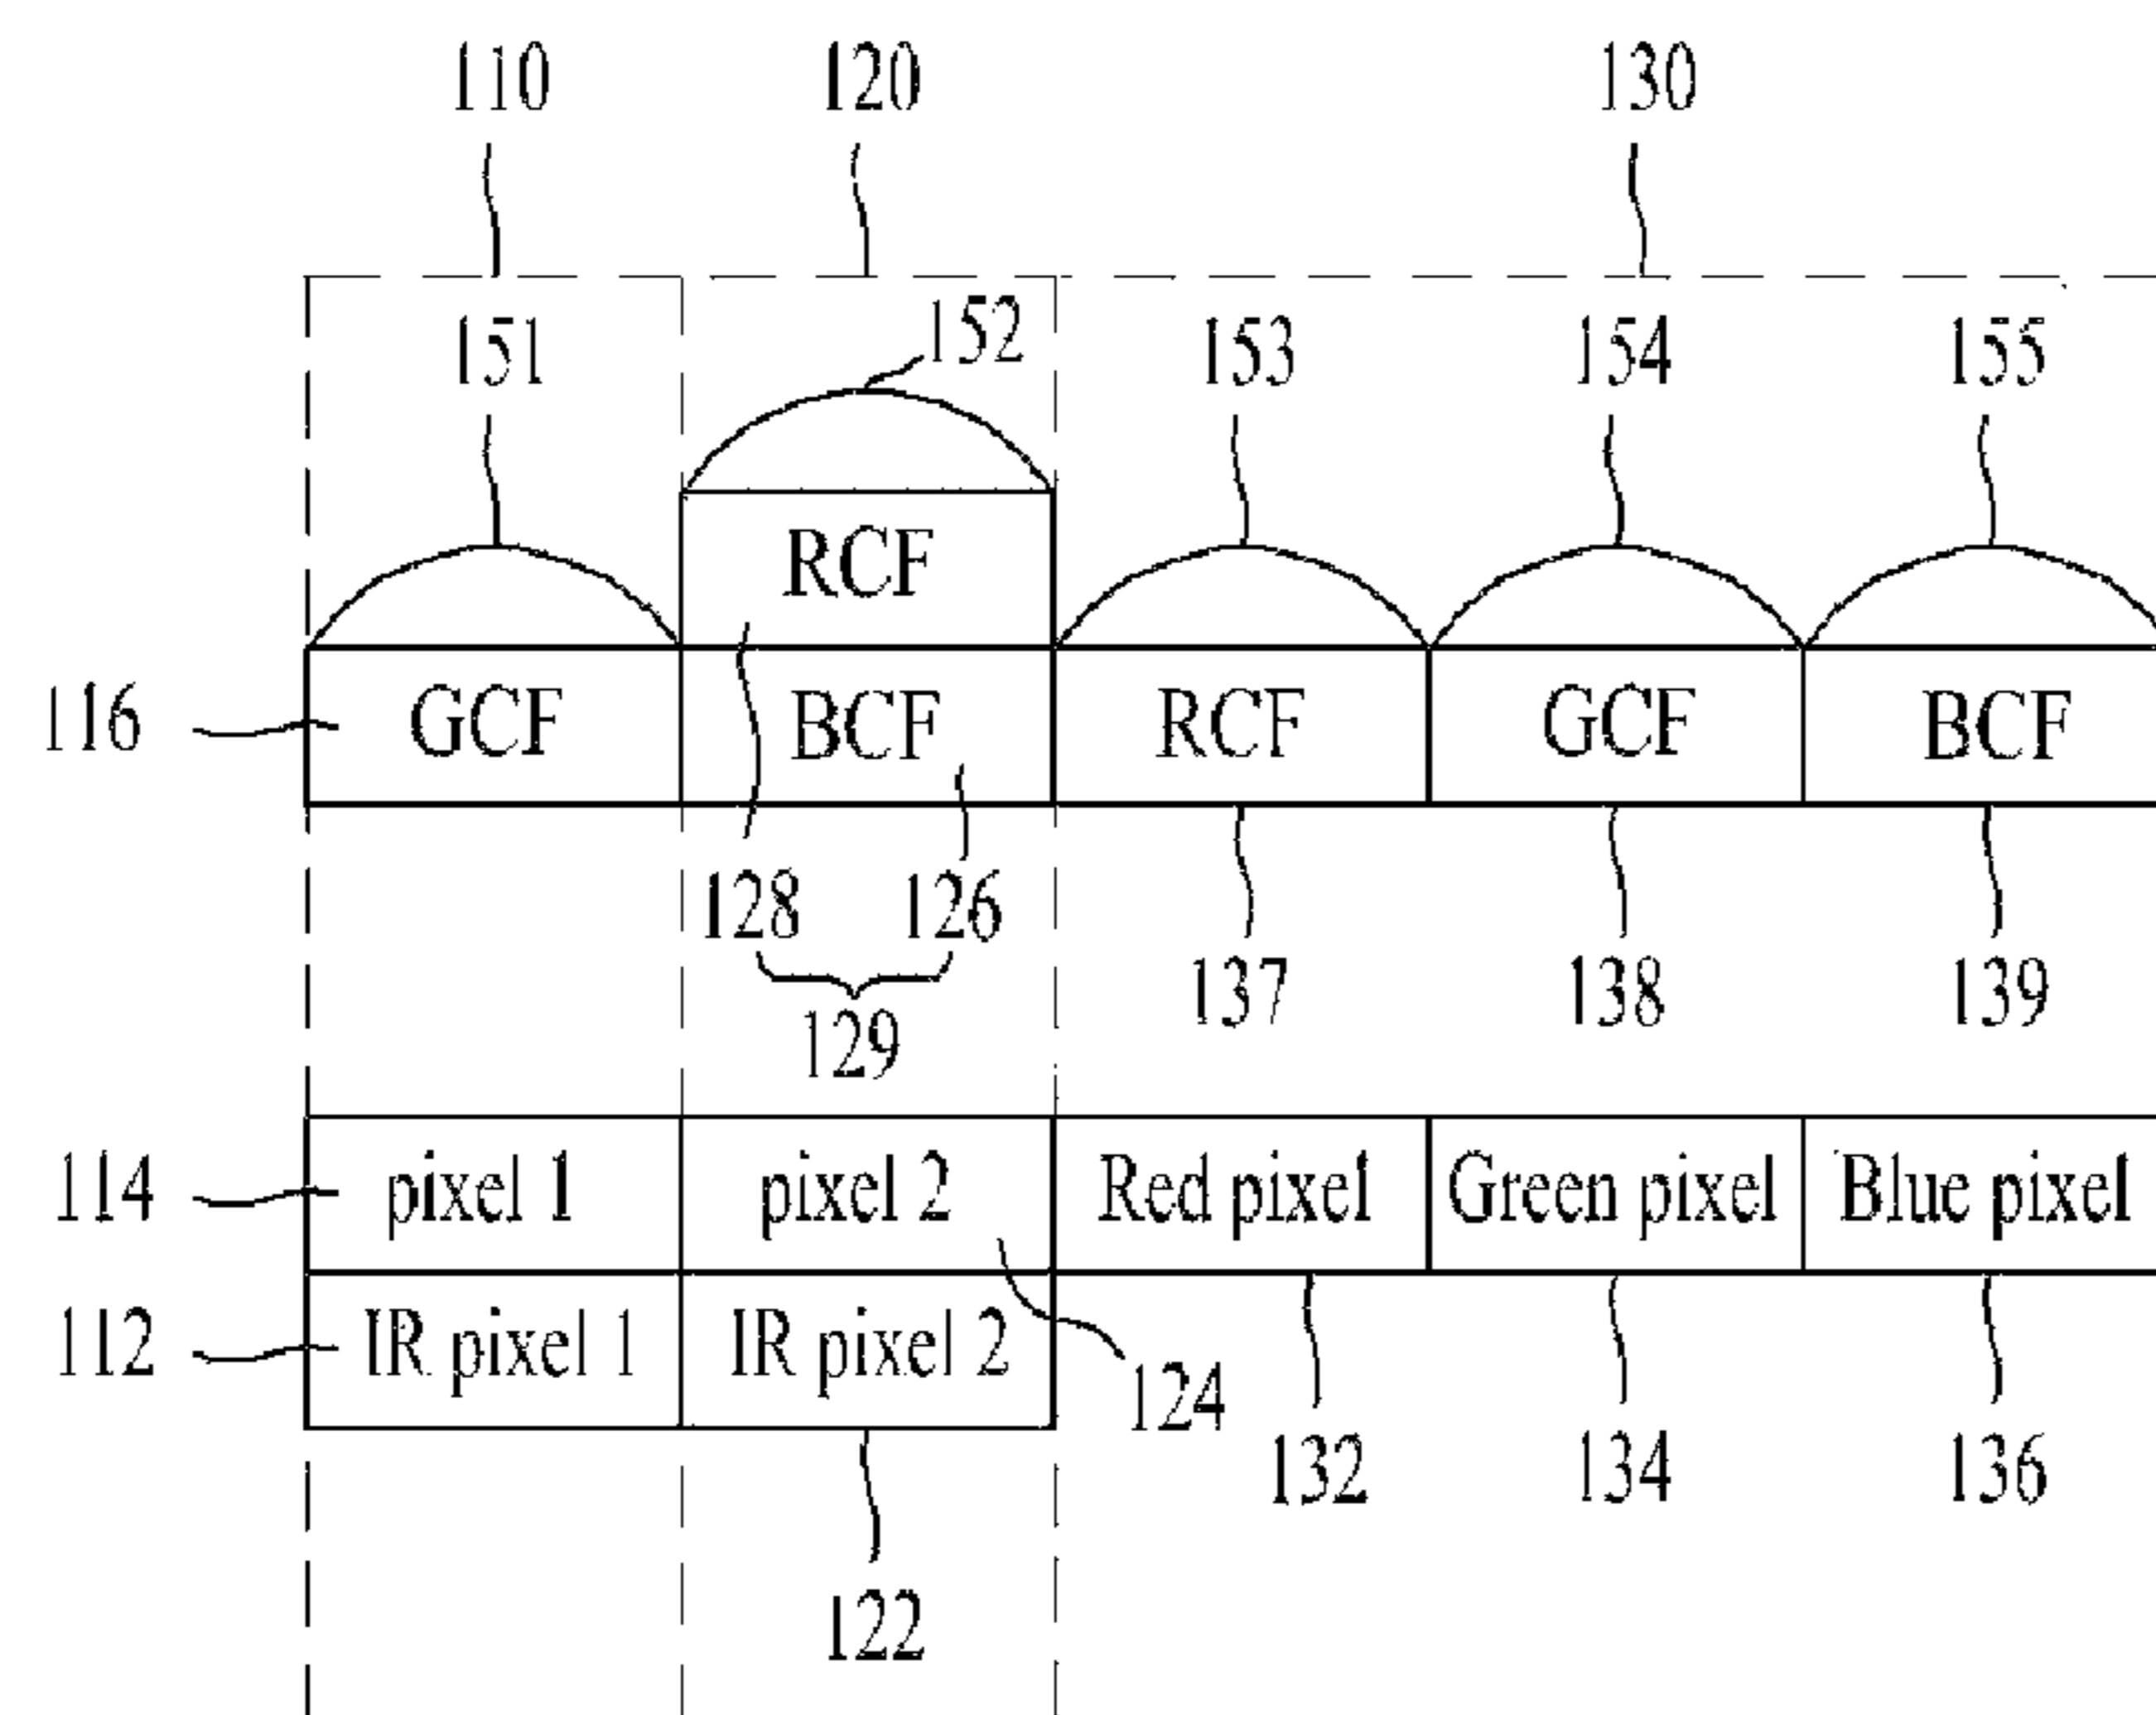 110 120 130
151 152 153 154 155
RCF
116 GCF BCF RCF GCF BCF
128 126
137 138 139
129
114 pixel 1 pixel 2 Red pixel Green pixel Blue pixel
112 IR pixel 1 IR pixel 2
124
132 134 136
122